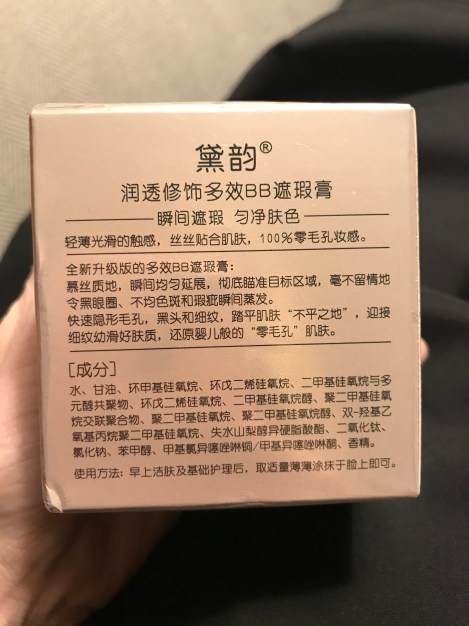 黛韵®
润透修饰多效BB遮瑕膏
瞬间遮瑕 匀净肤色
轻薄光滑的触感，丝丝贴合肌肤，100%零毛孔妆感。
全新升级版的多效BB遮瑕膏：
慕丝质地，瞬间均匀延展，彻底瞄准目标区域，毫不留情地
令黑眼圈、不均色斑和瑕疵瞬间蒸发。
快速隐形毛孔，黑头和细纹，踏平肌肤“不平之地”，迎接
细纹幼滑好肤质，还原婴儿般的“零毛孔”肌肤。
[成分]
水、甘油、环甲基硅氧烷、环戊二烯硅氧烷、二甲基硅氧烷与多
元醇共聚物、环戊二烯硅氧烷、二甲基硅氧烷醇、聚二甲基硅氧
烷交联聚合物、聚二甲基硅氧烷、聚二甲基硅氧烷醇、双-羟基乙
氧基丙烷聚二甲基硅氧烷、失水山梨醇异硬脂酸酯、二氧化钛、
氯化钠、苯甲醇、甲基氯异噻唑啉铜/甲基异噻唑啉酮、香精。
使用方法：早上洁肤及基础护理后，取适量薄薄涂抹于脸上即可。